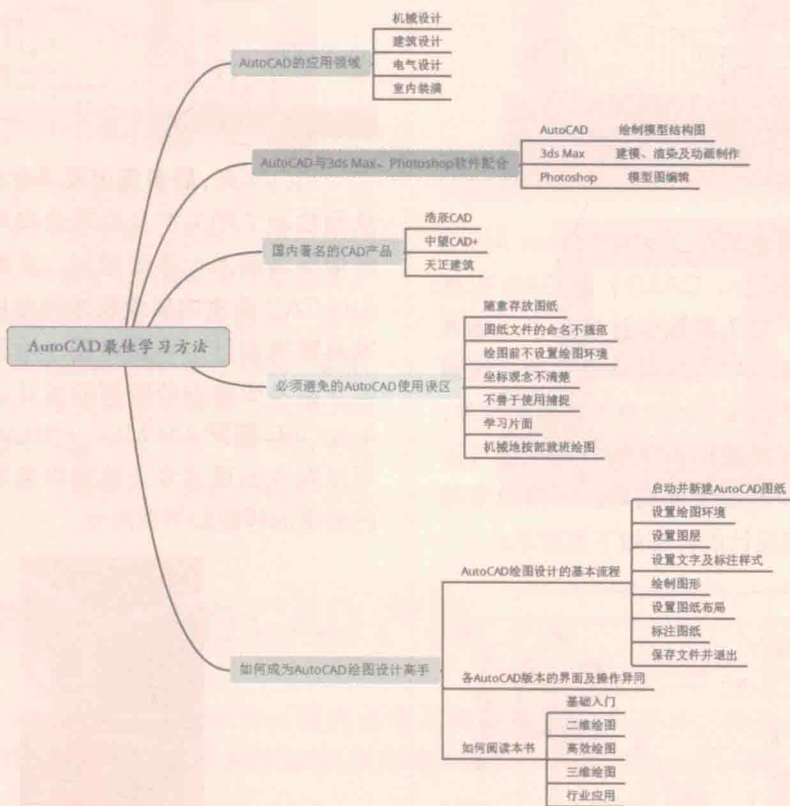 机械设计
建筑设计
AutoCAD的应用领域
电气设计
室内装潢
AutoCAD 绘制模型结构图
AutoCAD与3ds Max、Photoshop软件配合
3ds Max 建模、渲染及动画制作
Photoshop 模型图编辑
浩辰CAD
国内著名的CAD产品
中望CAD+
天正建筑
AutoCAD最佳学习方法
随意存放图纸
图纸文件的命名不规范
绘图前不设置绘图环境
必须避免的AutoCAD使用误区
坐标观念不清楚
不善于使用捕捉
学习片面
机械地按部就班绘图
如何成为AutoCAD绘图设计高手
AutoCAD绘图设计的基本流程
启动并新建AutoCAD图纸
设置绘图环境
设置图层
设置文字及标注样式
绘制图形
设置图纸布局
标注图纸
保存文件并退出
各AutoCAD版本的界面及操作异同
如何阅读本书
基础入门
二维绘图
高效绘图
三维绘图
行业应用